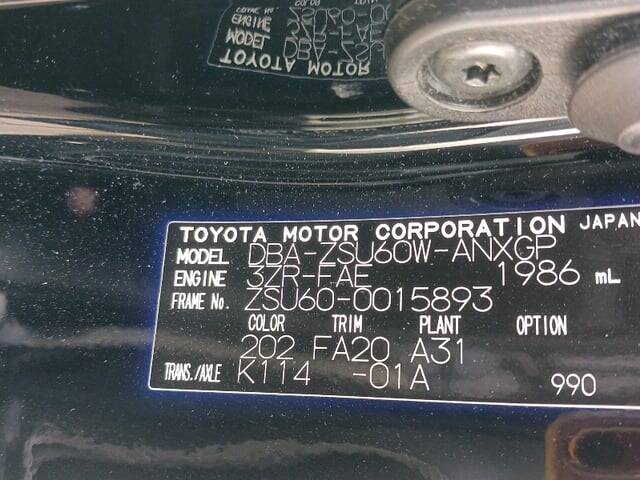 TOYOTA MOTOR CORPORATION JAPAN
MODEL DBA-ZSU60W-ANXGP
ENGINE 3ZR-FAE 1986 mL
FRAME No. ZSU60-0015893
COLOR TRIM PLANT OPTION
202 FA20 A31
TRANS./AXLE K114 -01A 990